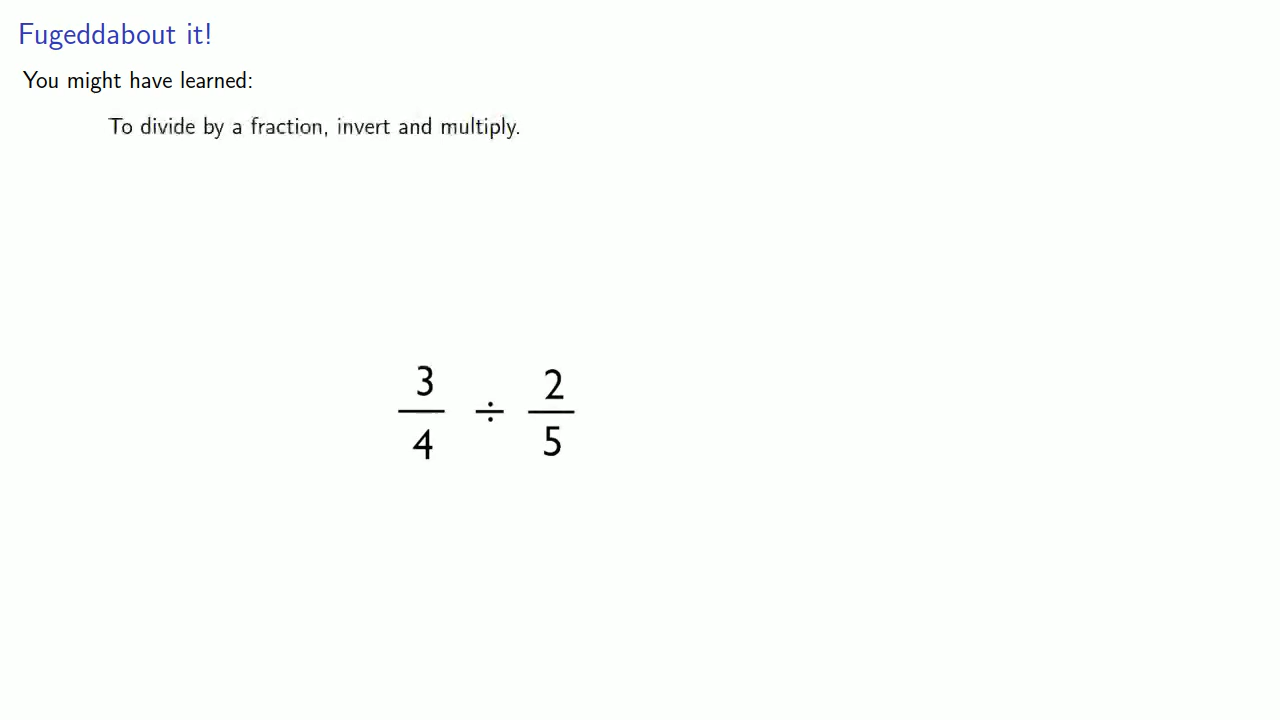 Fugeddabout it!
You might have learned:
To divide by a fraction, invert and multiply.
3/4 ÷ 2/5